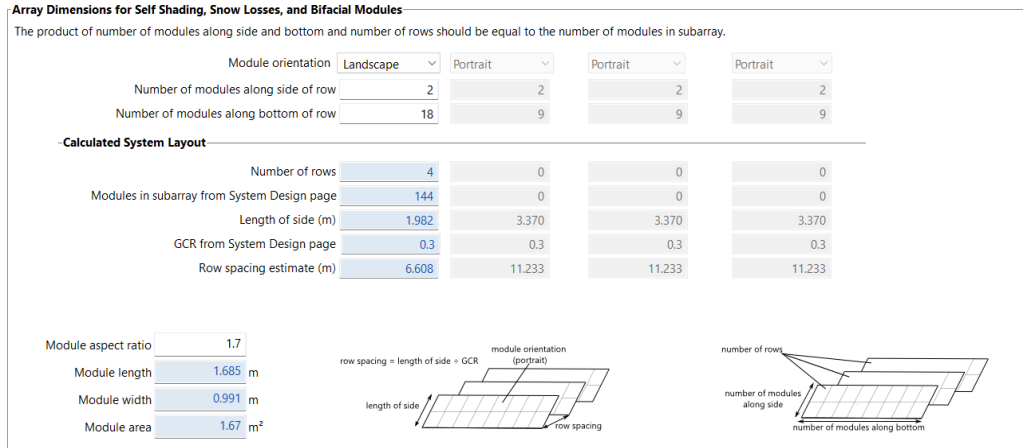 Array Dimensions for Self Shading, Snow Losses, and Bifacial Modules
The product of number of modules along side and bottom and number of rows should be equal to the number of modules in subarray.
Module orientation Landscape Portrait Portrait Portrait
Number of modules along side of row 2 2 2 2
Number of modules along bottom of row 18 9 9 9
Calculated System Layout
Number of rows 4 0 0 0
Modules in subarray from System Design page 144 0 0 0
Length of side (m) 1.982 3.370 3.370 3.370
GCR from System Design page 0.3 0.3 0.3 0.3
Row spacing estimate (m) 6.608 11.233 11.233 11.233
Module aspect ratio 1.7
Module length 1.685 m
Module width 0.991 m
Module area 1.67 m²
row spacing = length of side ÷ GCR
module orientation
(portrait)
length of side
row spacing
number of rows
number of modules
along side
number of modules along bottom